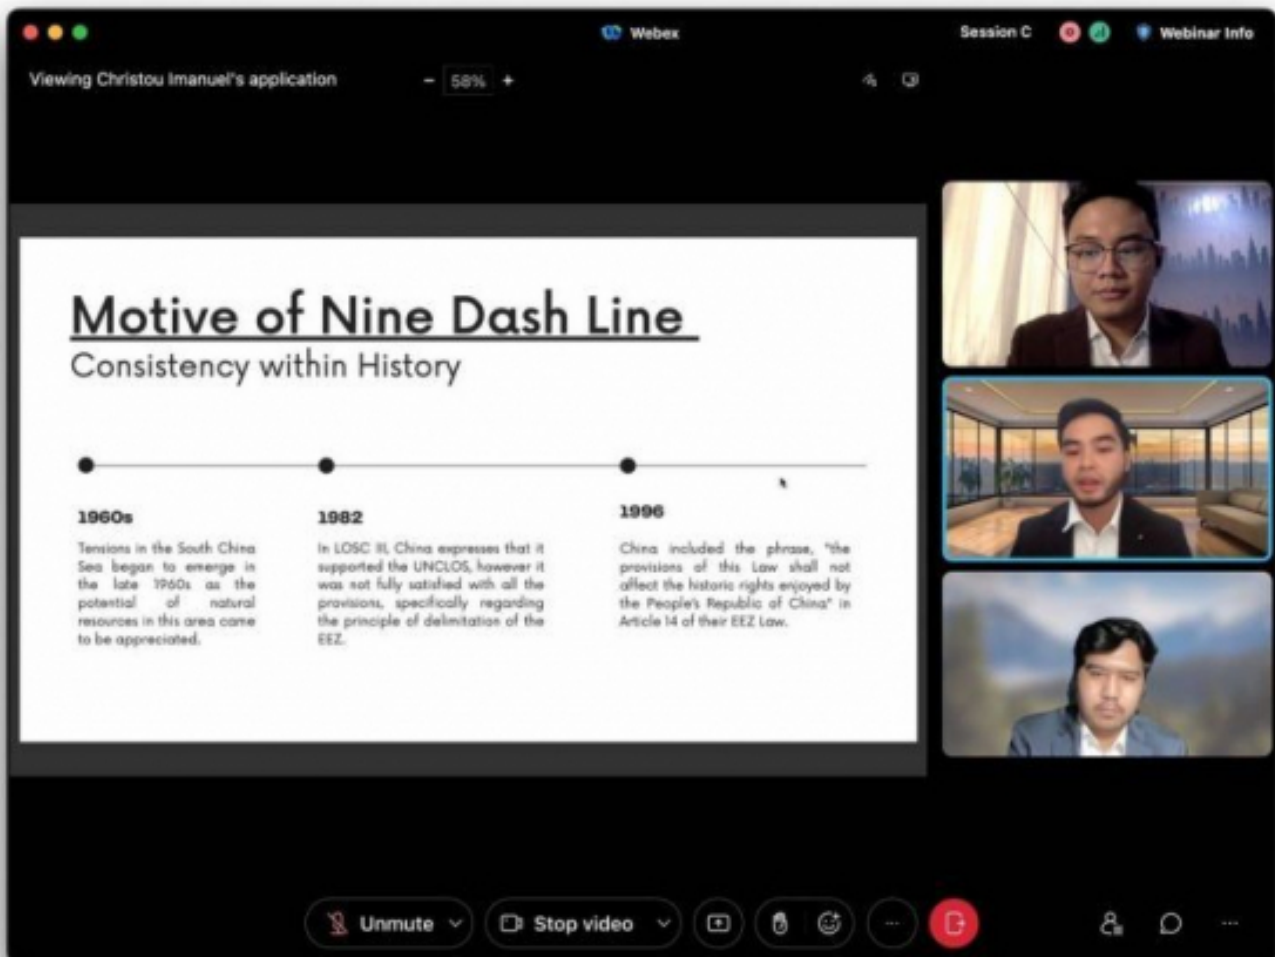 Webex
Session C
Webinar Info
Viewing Christou Imanuel's application
− 58% +
Motive of Nine Dash Line
Consistency within History
1960s
Tensions in the South China
Sea began to emerge in
the late 1960s as the
potential of natural
resources in this area came
to be appreciated.
1982
In LOSC III, China expresses that it
supported the UNCLOS, however it
was not fully satisfied with all the
provisions, specifically regarding
the principle of delimitation of the
EEZ.
1996
China included the phrase, "the
provisions of this Law shall not
affect the historic rights enjoyed by
the People's Republic of China" in
Article 14 of their EEZ Law.
Unmute
Stop video